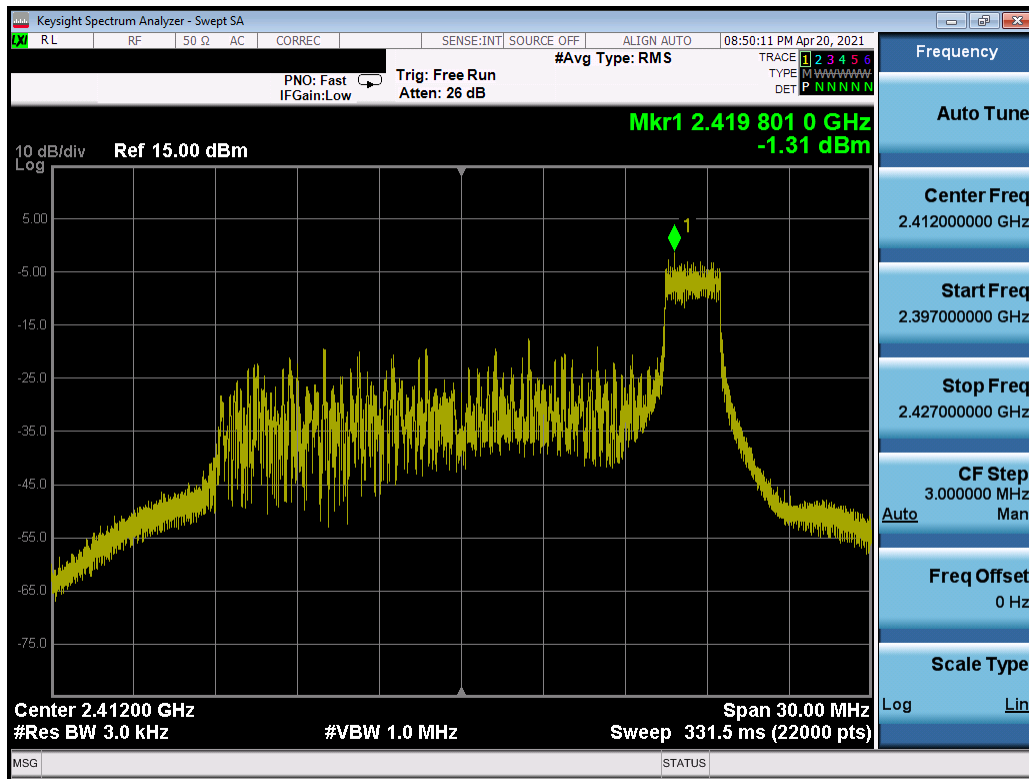 Keysight Spectrum Analyzer - Swept SA
LXI RL RF 50 Ω AC CORREC SENSE:INT SOURCE OFF ALIGN AUTO 08:50:11 PM Apr 20, 2021
PNO: Fast
IFGain:Low
Trig: Free Run
Atten: 26 dB
#Avg Type: RMS
TRACE 1 2 3 4 5 6
TYPE M W W W W W
DET P N N N N N
Mkr1 2.419 801 0 GHz
-1.31 dBm
10 dB/div
Log
Ref 15.00 dBm
1
5.00
-5.00
-15.0
-25.0
-35.0
-45.0
-55.0
-65.0
-75.0
Center 2.41200 GHz
Span 30.00 MHz
#Res BW 3.0 kHz
#VBW 1.0 MHz
Sweep 331.5 ms (22000 pts)
MSG
STATUS
Frequency
Auto Tune
Center Freq
2.412000000 GHz
Start Freq
2.397000000 GHz
Stop Freq
2.427000000 GHz
CF Step
3.000000 MHz
Auto Man
Freq Offset
0 Hz
Scale Type
Log Lin